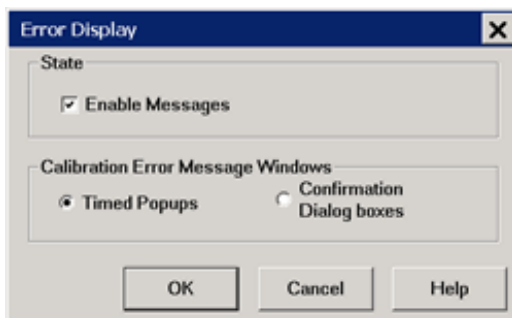 Error Display
State
Enable Messages
Calibration Error Message Windows
Timed Popups
Confirmation
Dialog boxes
OK Cancel Help